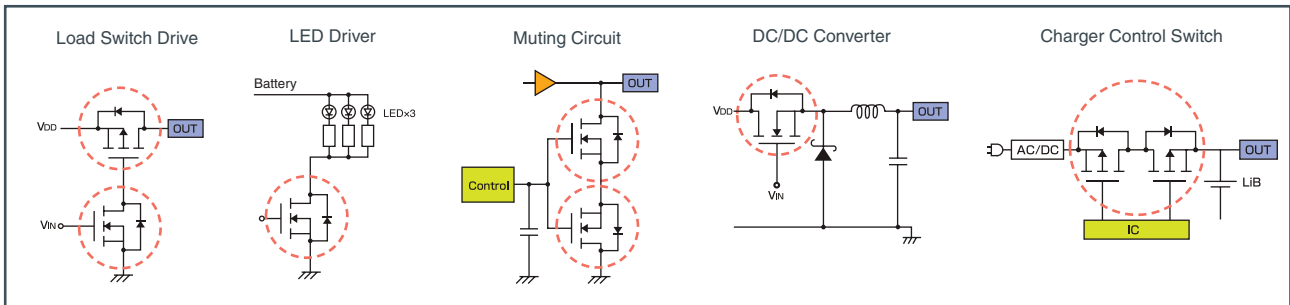 Load Switch Drive
VDD
OUT
VIN
LED Driver
Battery
LED×3
Muting Circuit
OUT
Control
DC/DC Converter
VDD
OUT
VIN
Charger Control Switch
AC/DC
OUT
LiB
IC